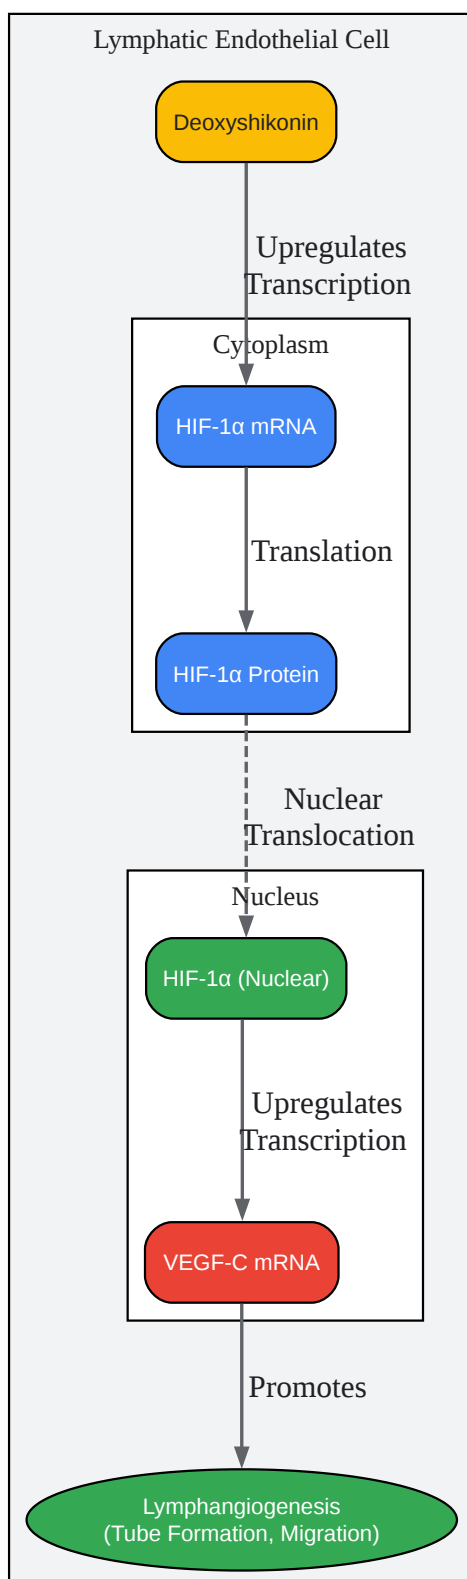 Lymphatic Endothelial Cell
Deoxyshikonin
Upregulates
Transcription
Cytoplasm
HIF-1α mRNA
Translation
HIF-1α Protein
Nuclear
Translocation
Nucleus
HIF-1α (Nuclear)
Upregulates
Transcription
VEGF-C mRNA
Promotes
Lymphangiogenesis
(Tube Formation, Migration)